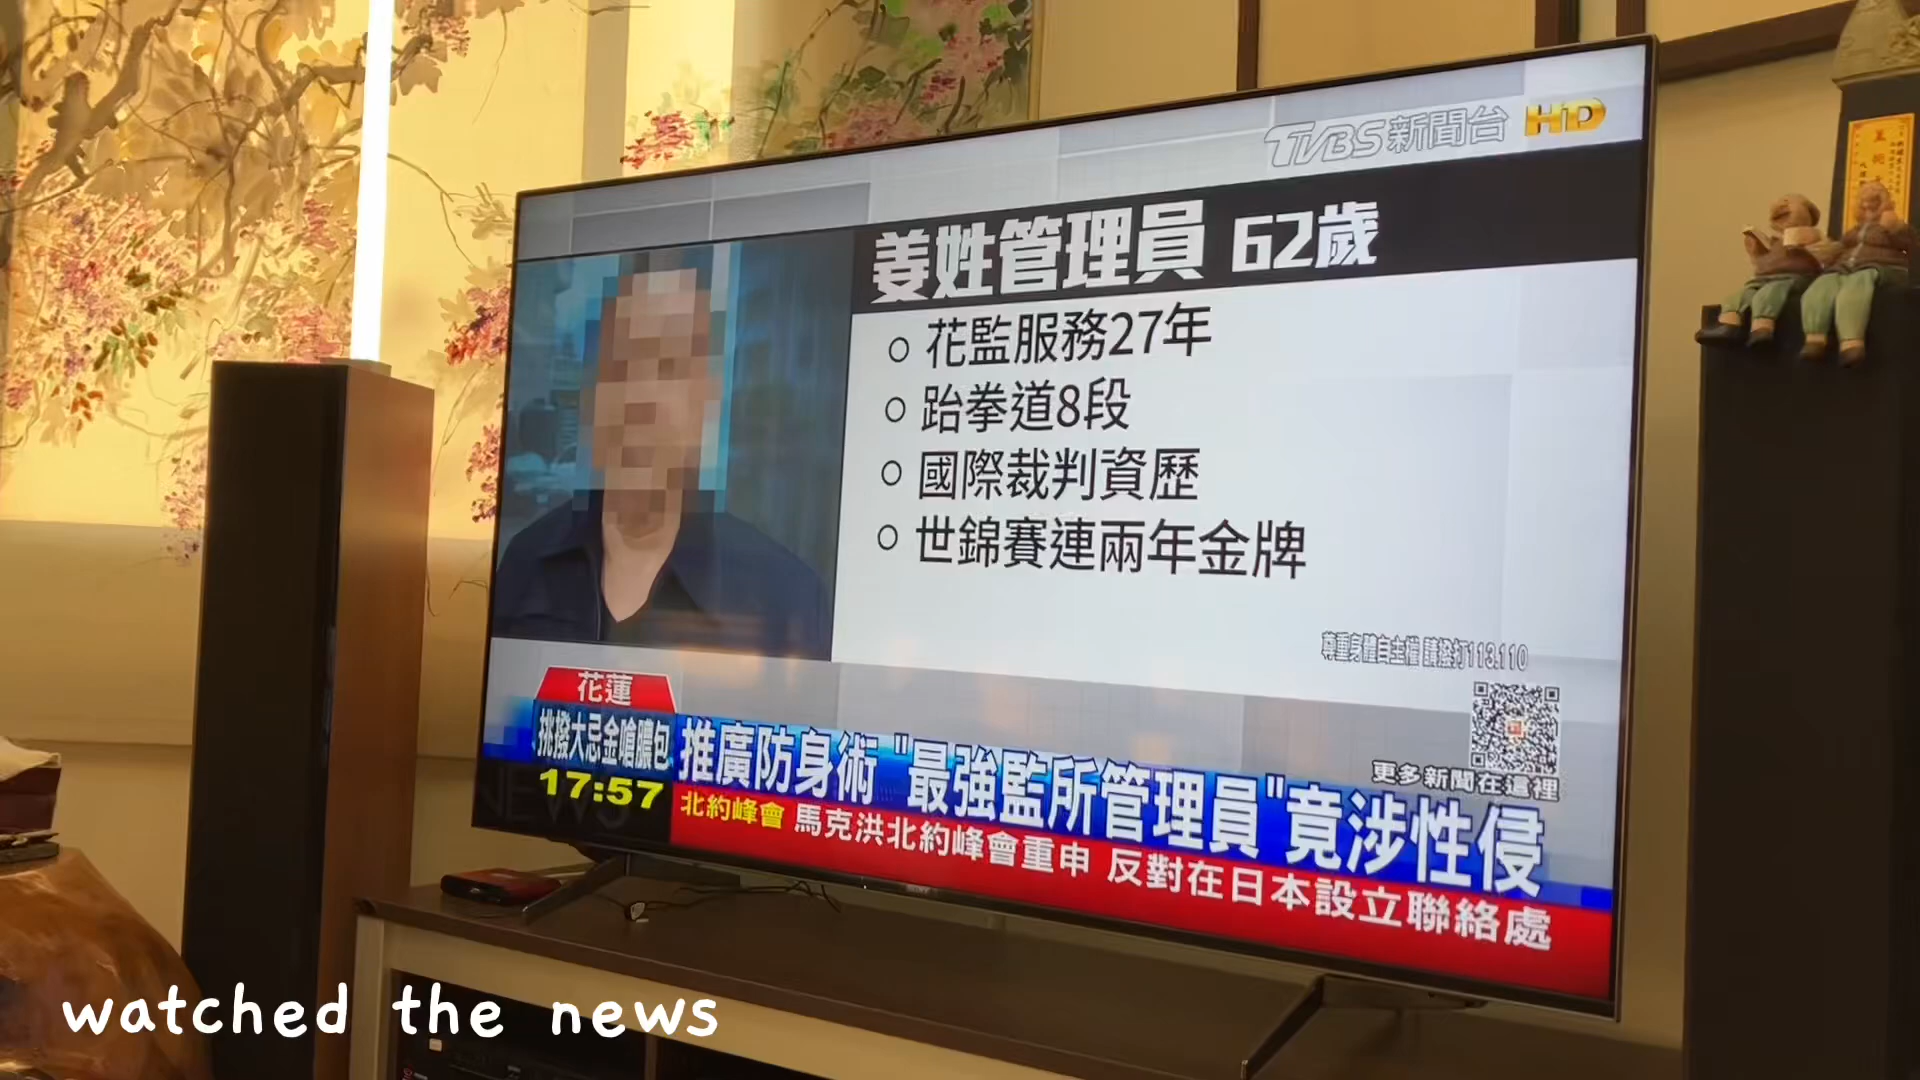 TVBS新聞台 HD
姜姓管理員 62歲
花監服務27年
跆拳道8段
國際裁判資歷
世錦賽連兩年金牌
尊重身體自主權 請撥打113.110
更多新聞在這裡
花蓮
挑撥大忌金嗆膿包
推廣防身術 "最強監所管理員"竟涉性侵
17:57
北約峰會 馬克洪北約峰會重申 反對在日本設立聯絡處
NEWS
SONY
watched the news